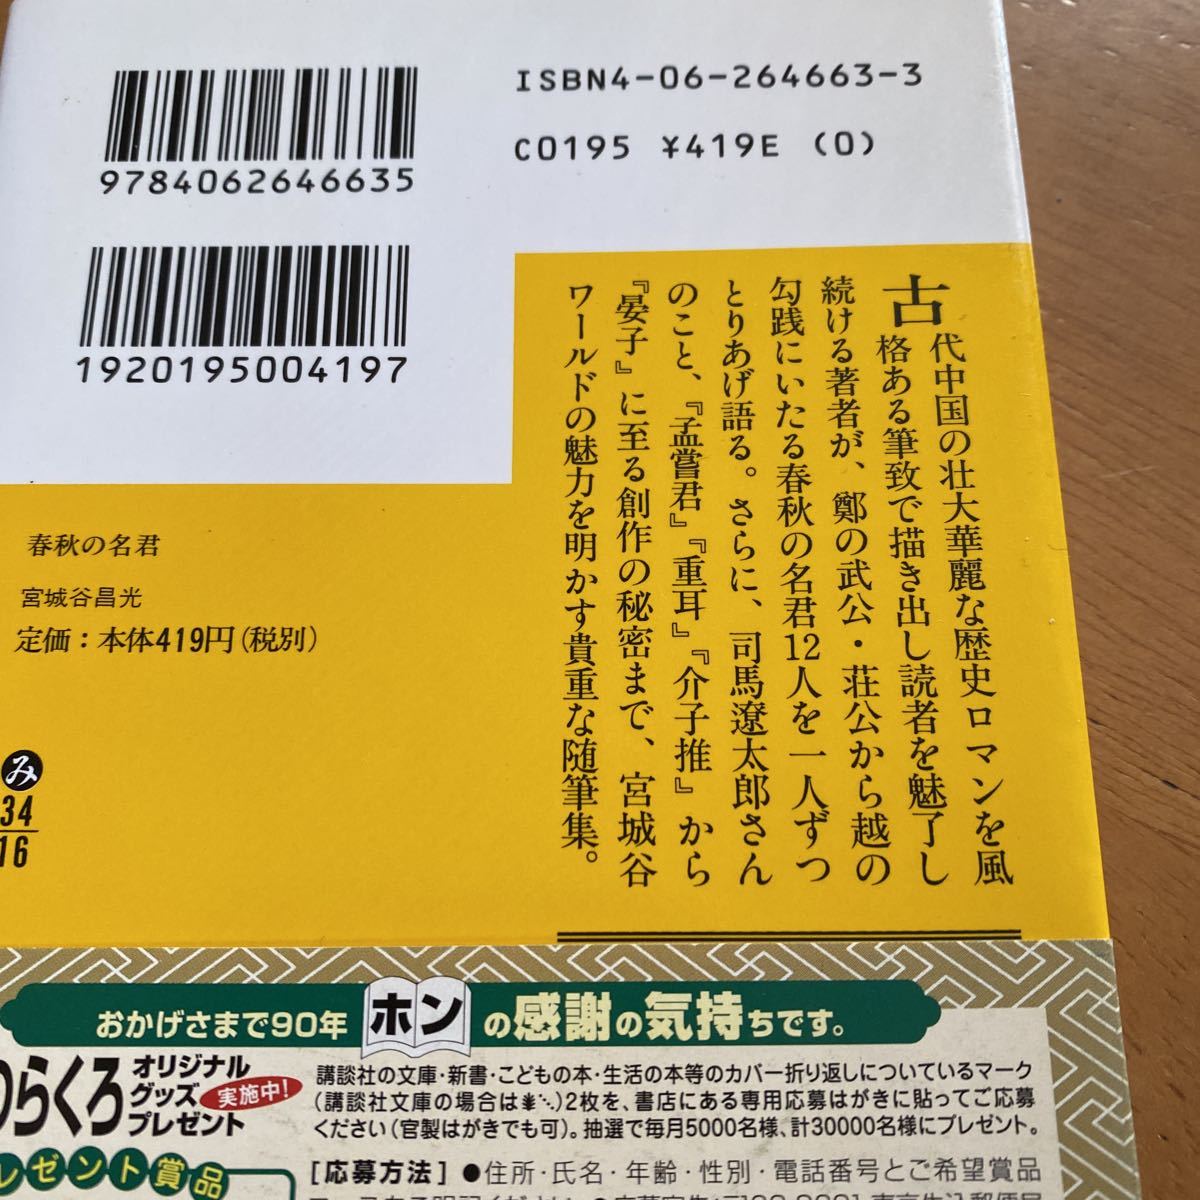 ISBN4-06-264663-3
C0195 ¥419E (0)
9784062646635
1920195004197
古代中国の壮大華麗な歴史ロマンを風
格ある筆致で描き出し読者を魅了し
続ける著者が、鄭の武公・荘公から越の
勾践にいたる春秋の名君12人を一人ずつ
とりあげ語る。さらに、司馬遼太郎さん
のこと、『孟嘗君』『重耳』『介子推』から
『晏子』に至る創作の秘密まで、宮城谷
ワールドの魅力を明かす貴重な随筆集。
春秋の名君
宮城谷昌光
定価：本体419円(税別)
み
34
16
おかげさまで90年 ホンの感謝の気持ちです。
らくろ オリジナル
グッズ
プレゼント
実施中!
講談社の文庫・新書・こどもの本・生活の本等のカバー折り返しについているマーク
(講談社文庫の場合は)2枚を、書店にある専用応募はがきに貼ってご応募
ください(官製はがきでも可)。抽選で毎月5000名様、計30000名様にプレゼント。
レゼント賞品
[応募方法] ●住所・氏名・年齢・性別・電話番号とご希望賞品